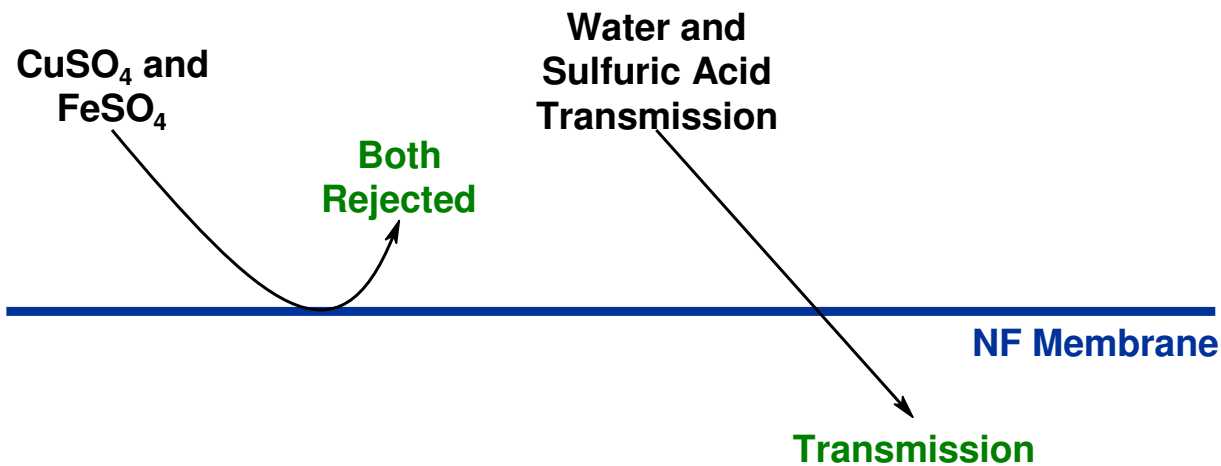 CuSO₄ and
FeSO₄
Both
Rejected
Water and
Sulfuric Acid
Transmission
NF Membrane
Transmission